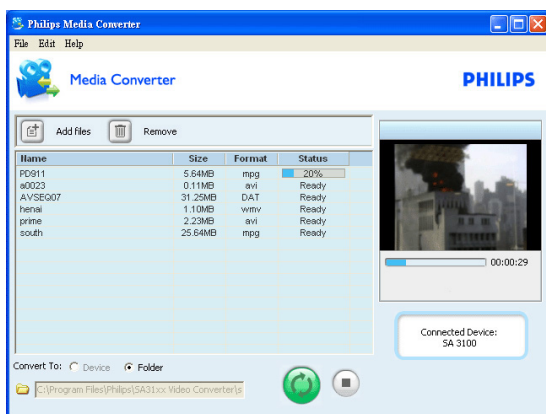 Philips Media Converter
File Edit Help
Media Converter
PHILIPS
Add files Remove
Name Size Format Status
PD911 5.64MB mpg 20%
a0023 0.11MB avi Ready
AVSEQ07 31.25MB DAT Ready
henai 1.10MB wmv Ready
prime 2.23MB avi Ready
south 25.64MB mpg Ready
00:00:29
Connected Device:
SA 3100
Convert To: Device Folder
C:\Program Files\Philips\SA31xx Video Converter\s